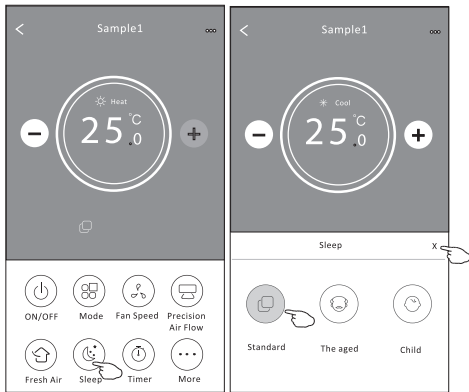 Sample1
Heat
25.0 °C
ON/OFF
Mode
Fan Speed
Precision
Air Flow
Fresh Air
Sleep
Timer
More
Sample1
Cool
25.0 °C
Sleep
X
Standard
The aged
Child